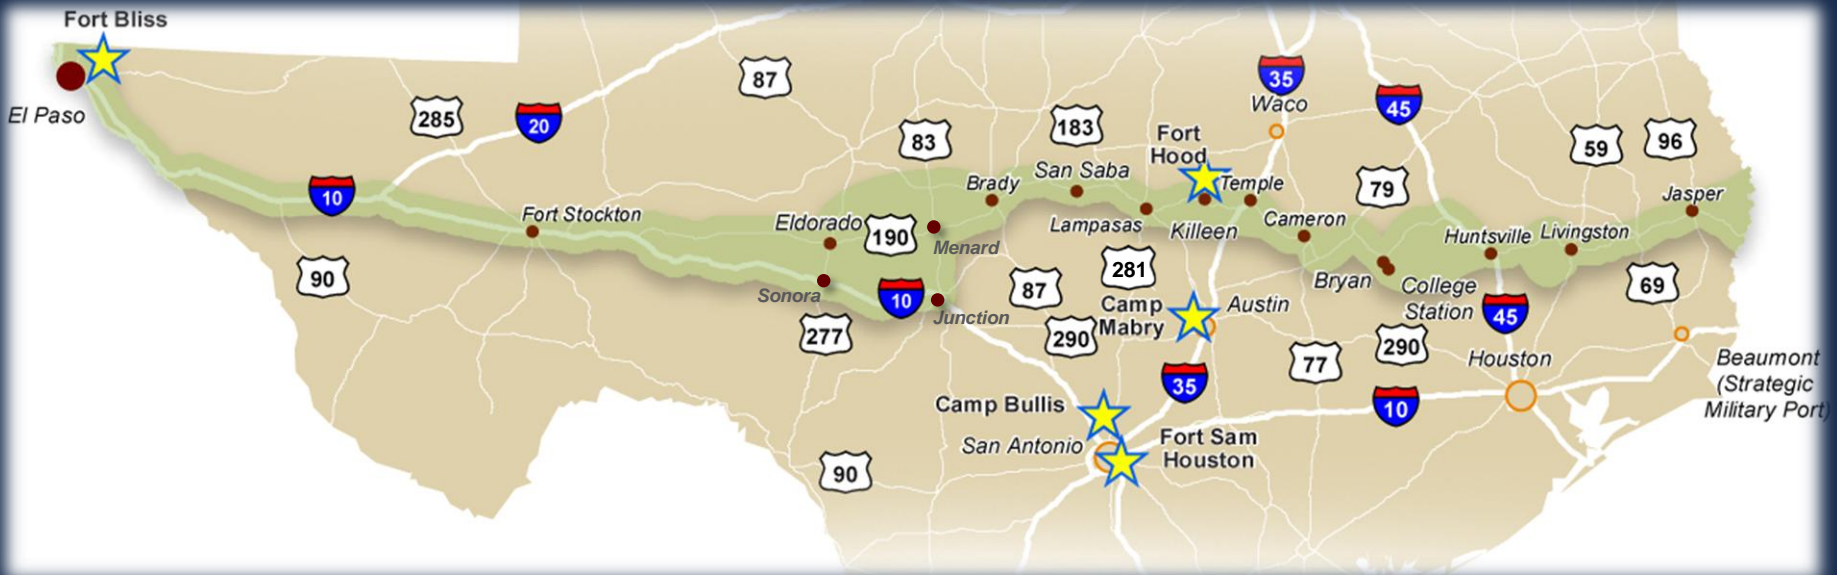 Fort Bliss
El Paso
285
20
87
83
183
Fort
Hood
35
Waco
45
59
96
79
10
Fort Stockton
Eldorado
190
Menard
Brady
San Saba
Lampasas
Killeen
Temple
Cameron
Bryan
College
Station
Huntsville
Livingston
Jasper
90
Sonora
10
Junction
277
87
281
290
Camp
Mabry
Austin
35
77
290
45
69
Houston
Beaumont
(Strategic
Military Port)
10
Camp Bullis
San Antonio
Fort Sam
Houston
90